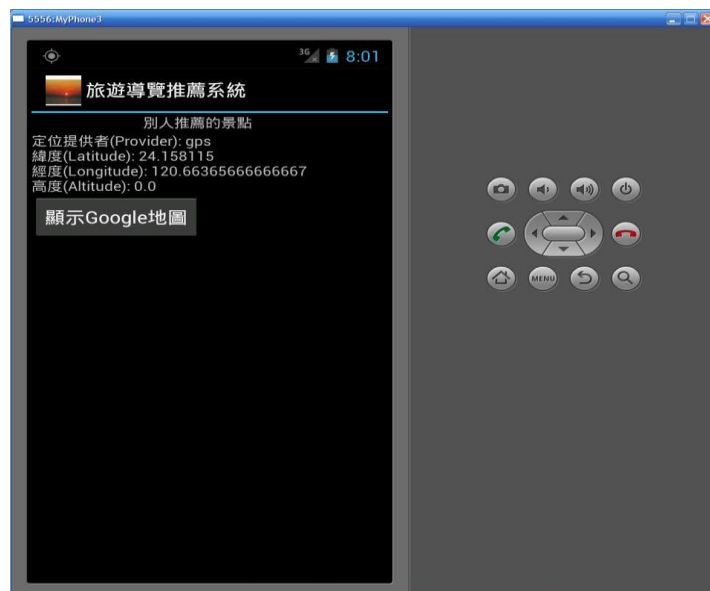 5556:MyPhone3
3G 8:01
旅遊導覽推薦系統
別人推薦的景點
定位提供者(Provider): gps
緯度(Latitude): 24.158115
經度(Longitude): 120.66365666666667
高度(Altitude): 0.0
顯示Google地圖
MENU